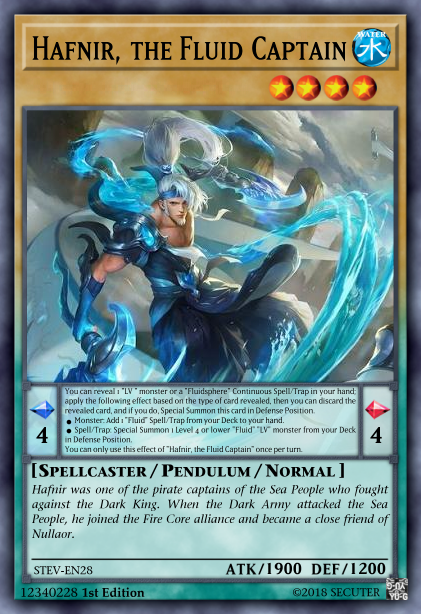 Hafnir, the Fluid Captain
WATER
水
You can reveal 1 "LV " monster or a "Fluidsphere" Continuous Spell/Trap in your hand;
apply the following effect based on the type of card revealed, then you can discard the
revealed card, and if you do, Special Summon this card in Defense Position.
● Monster: Add 1 "Fluid" Spell/Trap from your Deck to your hand.
● Spell/Trap: Special Summon 1 Level 4 or lower "Fluid" "LV" monster from your Deck
in Defense Position.
You can only use this effect of "Hafnir, the Fluid Captain" once per turn.
4
4
[Spellcaster / Pendulum / Normal ]
Hafnir was one of the pirate captains of the Sea People who fought
against the Dark King. When the Dark Army attacked the Sea
People, he joined the Fire Core alliance and became a close friend of
Nullaor.
STEV-EN28
ATK/1900 DEF/1200
12340228 1st Edition
©2018 SECUTER